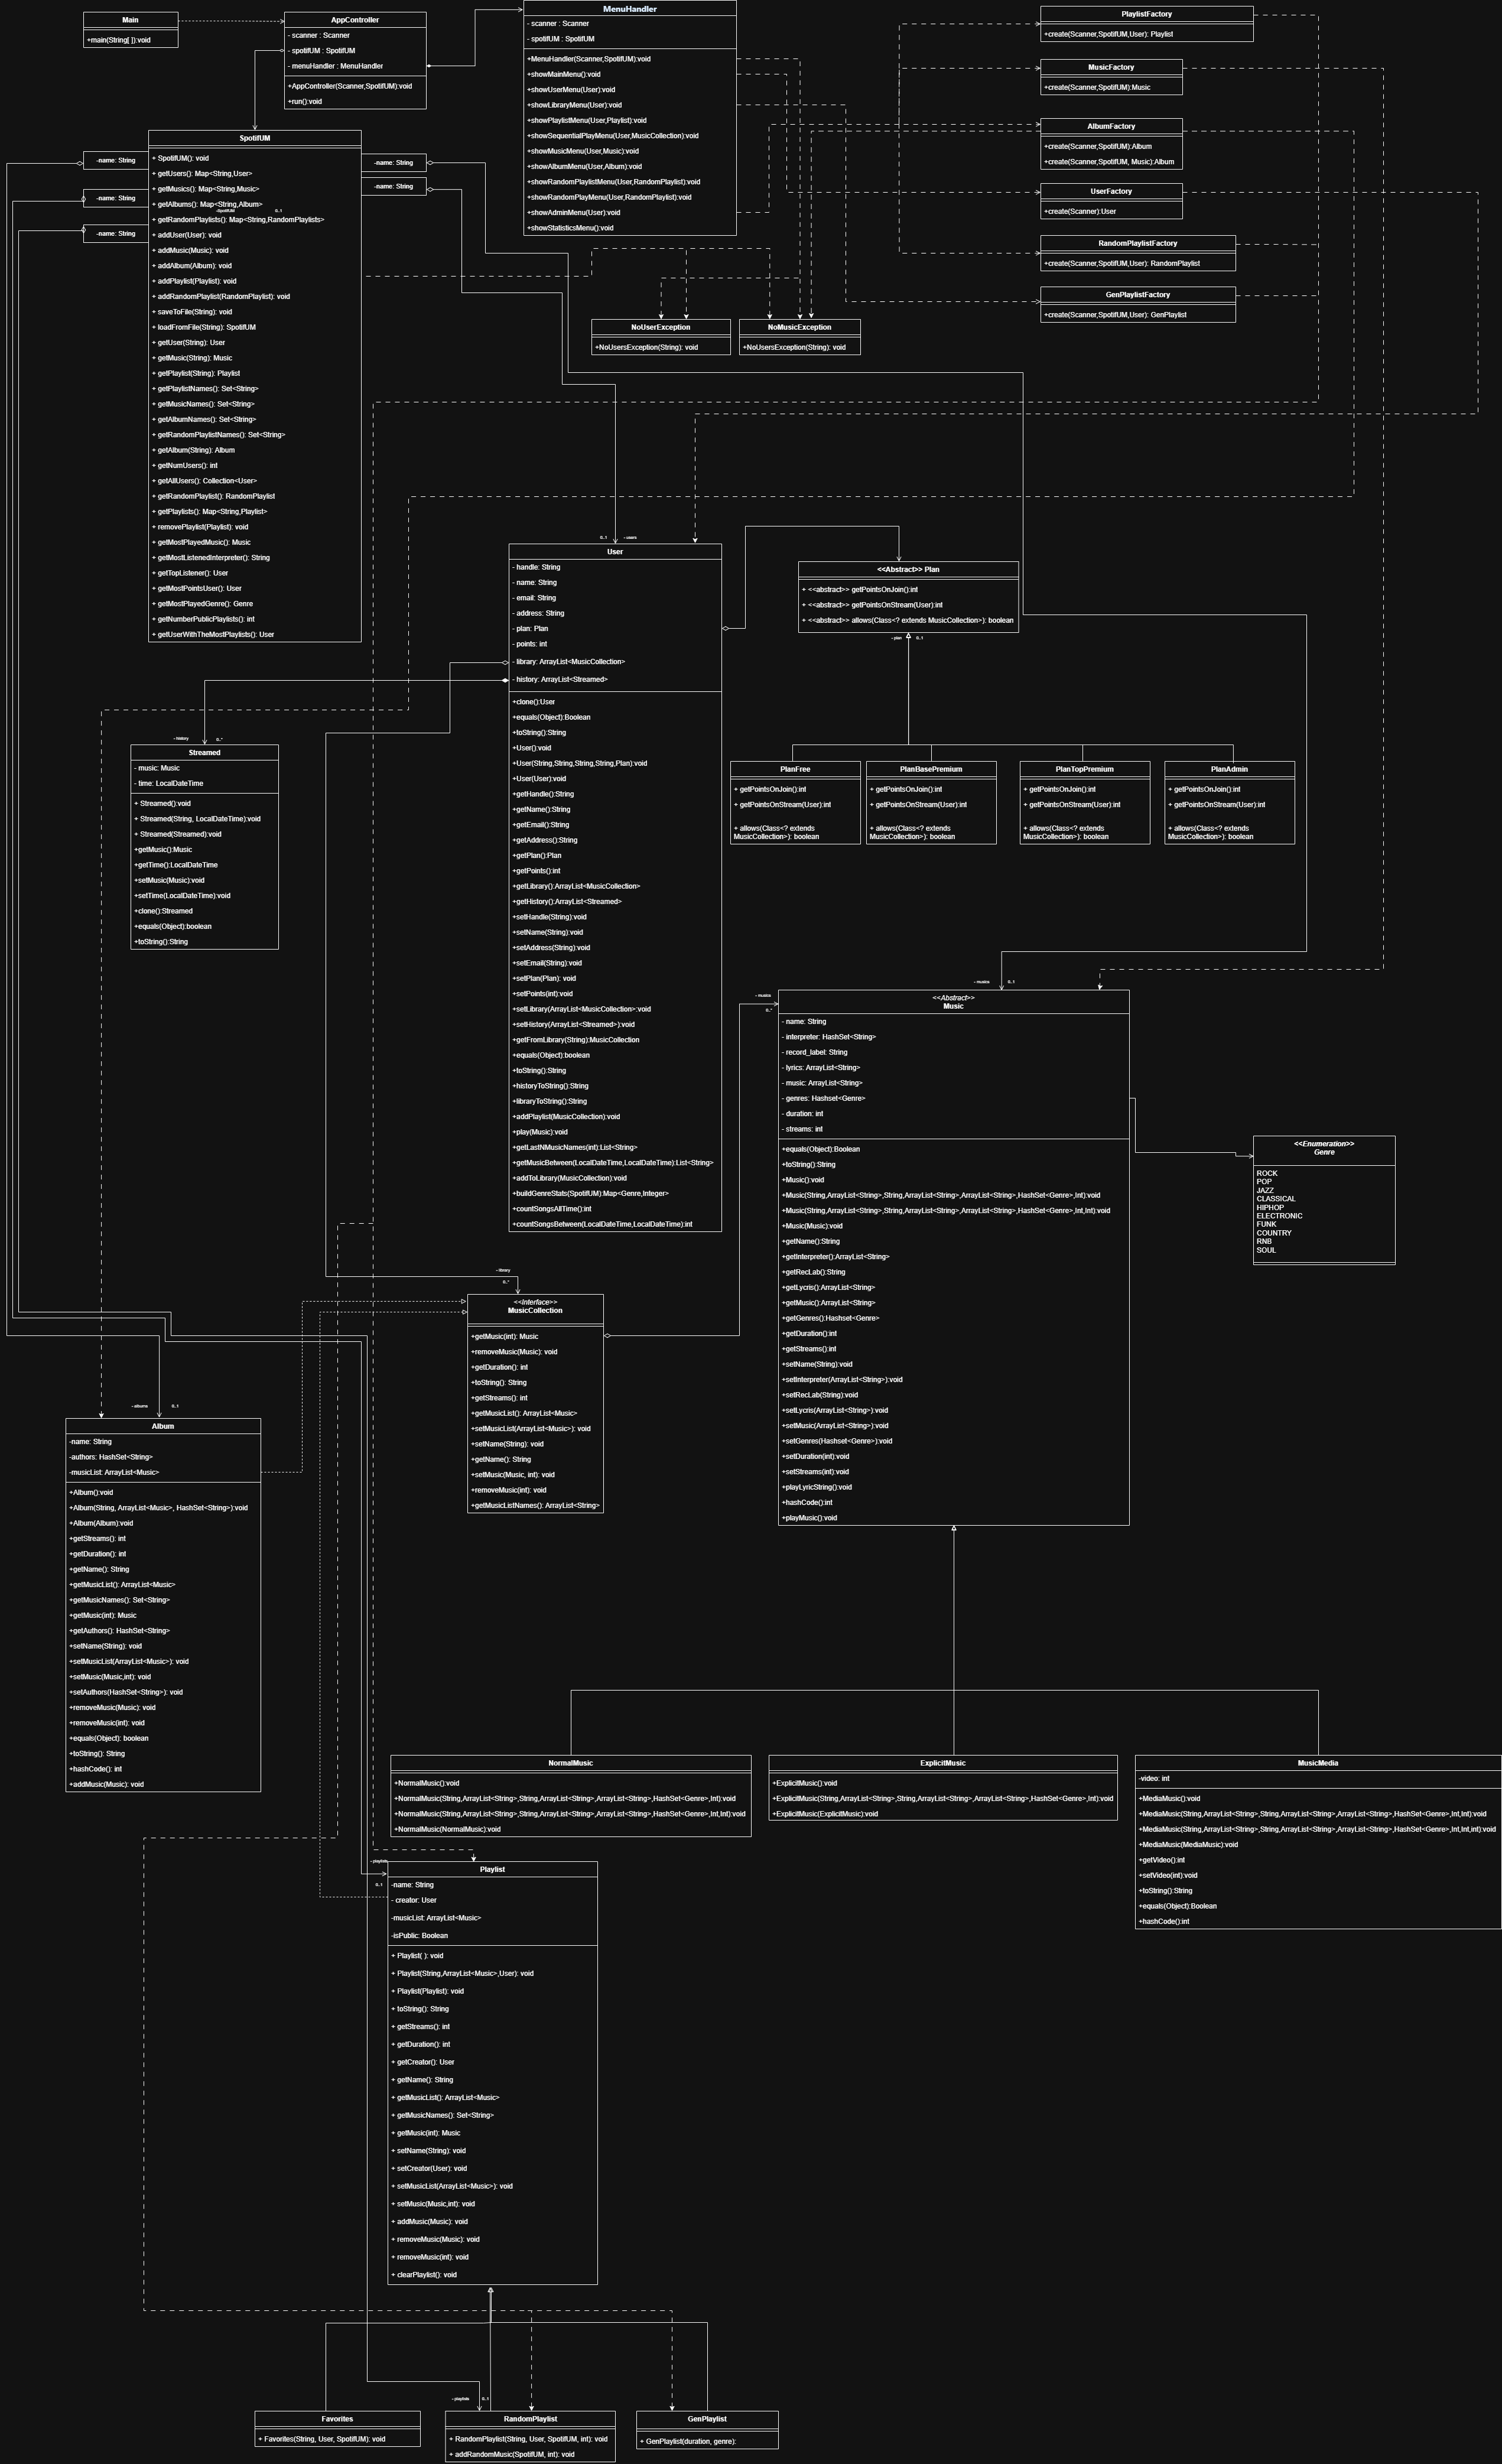 Main
+main(String[ ]):void
AppController
- scanner : Scanner
- spotifUM : SpotifUM
- menuHandler : MenuHandler
+AppController(Scanner,SpotifUM):void
+run():void
MenuHandler
- scanner : Scanner
- spotifUM : SpotifUM
+MenuHandler(Scanner,SpotifUM):void
+showMainMenu():void
+showUserMenu(User):void
+showLibraryMenu(User):void
+showPlaylistMenu(User,Playlist):void
+showSequentialPlayMenu(User,MusicCollection):void
+showMusicMenu(User,Music):void
+showAlbumMenu(User,Album):void
+showRandomPlaylistMenu(User,RandomPlaylist):void
+showRandomPlayMenu(User,RandomPlaylist):void
+showAdminMenu(User):void
+showStatisticsMenu():void
PlaylistFactory
+create(Scanner,SpotifUM,User): Playlist
MusicFactory
+create(Scanner,SpotifUM):Music
AlbumFactory
+create(Scanner,SpotifUM):Album
+create(Scanner,SpotifUM, Music):Album
UserFactory
+create(Scanner):User
RandomPlaylistFactory
+create(Scanner,SpotifUM,User): RandomPlaylist
GenPlaylistFactory
+create(Scanner,SpotifUM,User): GenPlaylist
NoUserException
+NoUsersException(String): void
NoMusicException
+NoUsersException(String): void
-name: String
-name: String
-name: String
-name: String
-name: String
SpotifUM
+ SpotifUM(): void
+ getUsers(): Map<String,User>
+ getMusics(): Map<String,Music>
+ getAlbums(): Map<String,Album>
-SpotifUM 0..1
+ getRandomPlaylists(): Map<String,RandomPlaylists>
+ addUser(User): void
+ addMusic(Music): void
+ addAlbum(Album): void
+ addPlaylist(Playlist): void
+ addRandomPlaylist(RandomPlaylist): void
+ saveToFile(String): void
+ loadFromFile(String): SpotifUM
+ getUser(String): User
+ getMusic(String): Music
+ getPlaylist(String): Playlist
+ getPlaylistNames(): Set<String>
+ getMusicNames(): Set<String>
+ getAlbumNames(): Set<String>
+ getRandomPlaylistNames(): Set<String>
+ getAlbum(String): Album
+ getNumUsers(): int
+ getAllUsers(): Collection<User>
+ getRandomPlaylist(): RandomPlaylist
+ getPlaylists(): Map<String,Playlist>
+ removePlaylist(Playlist): void
+ getMostPlayedMusic(): Music
+ getMostListenedInterpreter(): String
+ getTopListener(): User
+ getMostPointsUser(): User
+ getMostPlayedGenre(): Genre
+ getNumberPublicPlaylists(): int
+ getUserWithTheMostPlaylists(): User
0..1 - users
User
- handle: String
- name: String
- email: String
- address: String
- plan: Plan
- points: int
- library: ArrayList<MusicCollection>
- history: ArrayList<Streamed>
+clone():User
+equals(Object):Boolean
+toString():String
+User():void
+User(String,String,String,String,Plan):void
+User(User):void
+getHandle():String
+getName():String
+getEmail():String
+getAddress():String
+getPlan():Plan
+getPoints():int
+getLibrary():ArrayList<MusicCollection>
+getHistory():ArrayList<Streamed>
+setHandle(String):void
+setName(String):void
+setAddress(String):void
+setEmail(String):void
+setPlan(Plan): void
+setPoints(int):void
+setLibrary(ArrayList<MusicCollection>:void
+setHistory(ArrayList<Streamed>):void
+getFromLibrary(String):MusicCollection
+equals(Object):boolean
+toString():String
+historyToString():String
+libraryToString():String
+addPlaylist(MusicCollection):void
+play(Music):void
+getLastNMusicNames(int):List<String>
+getMusicBetween(LocalDateTime,LocalDateTime):List<String>
+addToLibrary(MusicCollection):void
+buildGenreStats(SpotifUM):Map<Genre,Integer>
+countSongsAllTime():int
+countSongsBetween(LocalDateTime,LocalDateTime):int
<<Abstract>> Plan
+ <<abstract>> getPointsOnJoin():int
+ <<abstract>> getPointsOnStream(User):int
+ <<abstract>> allows(Class<? extends MusicCollection>): boolean
- plan 0..1
PlanFree
+ getPointsOnJoin():int
+ getPointsOnStream(User):int
+ allows(Class<? extends
MusicCollection>): boolean
PlanBasePremium
+ getPointsOnJoin():int
+ getPointsOnStream(User):int
+ allows(Class<? extends
MusicCollection>): boolean
PlanTopPremium
+ getPointsOnJoin():int
+ getPointsOnStream(User):int
+ allows(Class<? extends
MusicCollection>): boolean
PlanAdmin
+ getPointsOnJoin():int
+ getPointsOnStream(User):int
+ allows(Class<? extends
MusicCollection>): boolean
- history 0..*
Streamed
- music: Music
- time: LocalDateTime
+ Streamed():void
+ Streamed(String, LocalDateTime):void
+ Streamed(Streamed):void
+getMusic():Music
+getTime():LocalDateTime
+setMusic(Music):void
+setTime(LocalDateTime):void
+clone():Streamed
+equals(Object):boolean
+toString():String
- musics 0..1
- musics
0..*
<<Abstract>>
Music
- name: String
- interpreter: HashSet<String>
- record_label: String
- lyrics: ArrayList<String>
- music: ArrayList<String>
- genres: Hashset<Genre>
- duration: int
- streams: int
+equals(Object):Boolean
+toString():String
+Music():void
+Music(String,ArrayList<String>,String,ArrayList<String>,ArrayList<String>,HashSet<Genre>,Int):void
+Music(String,ArrayList<String>,String,ArrayList<String>,ArrayList<String>,HashSet<Genre>,Int,Int):void
+Music(Music):void
+getName():String
+getInterpreter():ArrayList<String>
+getRecLab():String
+getLycris():ArrayList<String>
+getMusic():ArrayList<String>
+getGenres():Hashset<Genre>
+getDuration():int
+getStreams():int
+setName(String):void
+setInterpreter(ArrayList<String>):void
+setRecLab(String):void
+setLycris(ArrayList<String>):void
+setMusic(ArrayList<String>):void
+setGenres(Hashset<Genre>):void
+setDuration(int):void
+setStreams(int):void
+playLyricString():void
+hashCode():int
+playMusic():void
<<Enumeration>>
Genre
ROCK
POP
JAZZ
CLASSICAL
HIPHOP
ELECTRONIC
FUNK
COUNTRY
RNB
SOUL
- library
0..*
<<Interface>>
MusicCollection
+getMusic(int): Music
+removeMusic(Music): void
+getDuration(): int
+toString(): String
+getStreams(): int
+getMusicList(): ArrayList<Music>
+setMusicList(ArrayList<Music>): void
+setName(String): void
+getName(): String
+setMusic(Music, int): void
+removeMusic(int): void
+getMusicListNames(): ArrayList<String>
- albums 0..1
Album
-name: String
-authors: HashSet<String>
-musicList: ArrayList<Music>
+Album():void
+Album(String, ArrayList<Music>, HashSet<String>):void
+Album(Album):void
+getStreams(): int
+getDuration(): int
+getName(): String
+getMusicList(): ArrayList<Music>
+getMusicNames(): Set<String>
+getMusic(int): Music
+getAuthors(): HashSet<String>
+setName(String): void
+setMusicList(ArrayList<Music>): void
+setMusic(Music,int): void
+setAuthors(HashSet<String>): void
+removeMusic(Music): void
+removeMusic(int): void
+equals(Object): boolean
+toString(): String
+hashCode(): int
+addMusic(Music): void
NormalMusic
+NormalMusic():void
+NormalMusic(String,ArrayList<String>,String,ArrayList<String>,ArrayList<String>,HashSet<Genre>,Int):void
+NormalMusic(String,ArrayList<String>,String,ArrayList<String>,ArrayList<String>,HashSet<Genre>,Int,Int):void
+NormalMusic(NormalMusic):void
ExplicitMusic
+ExplicitMusic():void
+ExplicitMusic(String,ArrayList<String>,String,ArrayList<String>,ArrayList<String>,HashSet<Genre>,Int):void
+ExplicitMusic(ExplicitMusic):void
MusicMedia
-video: int
+MediaMusic():void
+MediaMusic(String,ArrayList<String>,String,ArrayList<String>,ArrayList<String>,HashSet<Genre>,Int,Int):void
+MediaMusic(String,ArrayList<String>,String,ArrayList<String>,ArrayList<String>,HashSet<Genre>,Int,Int,int):void
+MediaMusic(MediaMusic):void
+getVideo():int
+setVideo(int):void
+toString():String
+equals(Object):Boolean
+hashCode():int
- playlists
0..1
Playlist
-name: String
- creator: User
-musicList: ArrayList<Music>
-isPublic: Boolean
+ Playlist( ): void
+ Playlist(String,ArrayList<Music>,User): void
+ Playlist(Playlist): void
+ toString(): String
+ getStreams(): int
+ getDuration(): int
+ getCreator(): User
+ getName(): String
+ getMusicList(): ArrayList<Music>
+ getMusicNames(): Set<String>
+ getMusic(int): Music
+ setName(String): void
+ setCreator(User): void
+ setMusicList(ArrayList<Music>): void
+ setMusic(Music,int): void
+ addMusic(Music): void
+ removeMusic(Music): void
+ removeMusic(int): void
+ clearPlaylist(): void
- playlists 0..1
Favorites
+ Favorites(String, User, SpotifUM): void
RandomPlaylist
+ RandomPlaylist(String, User, SpotifUM, int): void
+ addRandomMusic(SpotifUM, int): void
GenPlaylist
+ GenPlaylist(duration, genre):